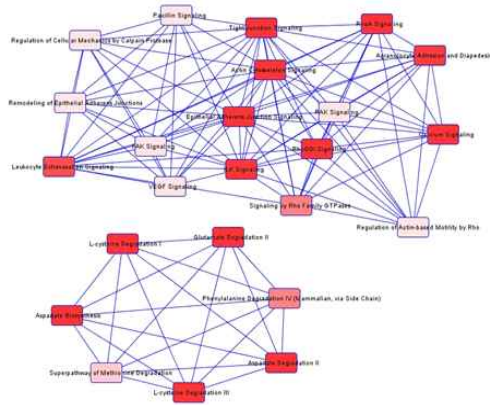 Paxillin Signaling
Tight Junction Signaling
RhoA Signaling
Regulation of Cellular Mechanics by Calpain Protease
Agranulocyte Adhesion and Diapedesis
Actin Cytoskeleton Signaling
Remodeling of Epithelial Adherens Junctions
Epithelial Adherens Junction Signaling
PAK Signaling
Calcium Signaling
FAK Signaling
RhoGDI Signaling
Leukocyte Extravasation Signaling
ILK Signaling
VEGF Signaling
Signaling by Rho Family GTPases
Regulation of Actin-based Motility by Rho
L-cysteine Degradation I
Glutamate Degradation II
Phenylalanine Degradation IV (Mammalian, via Side Chain)
Aspartate Biosynthesis
Aspartate Degradation II
Superpathway of Methionine Degradation
L-cysteine Degradation III